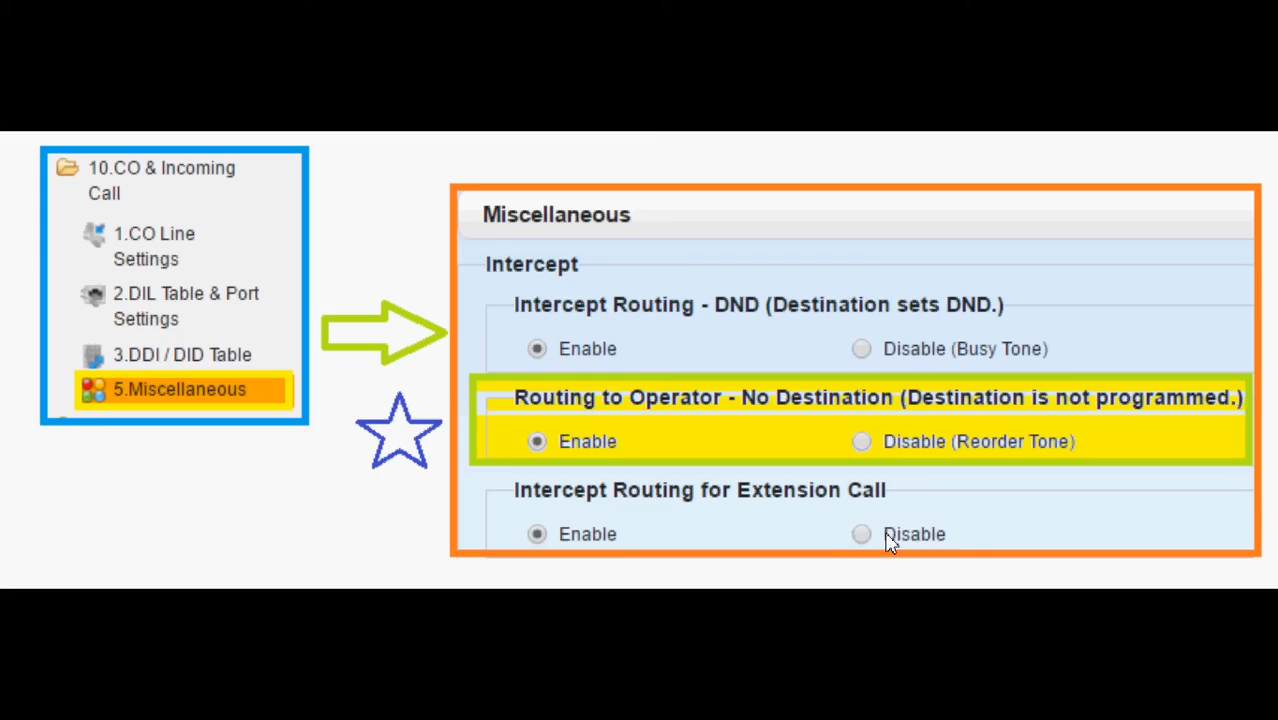 10.CO & Incoming
Call
1.CO Line
Settings
2.DIL Table & Port
Settings
3.DDI / DID Table
5.Miscellaneous
Miscellaneous
Intercept
Intercept Routing - DND (Destination sets DND.)
Enable Disable (Busy Tone)
Routing to Operator - No Destination (Destination is not programmed.)
Enable Disable (Reorder Tone)
Intercept Routing for Extension Call
Enable Disable